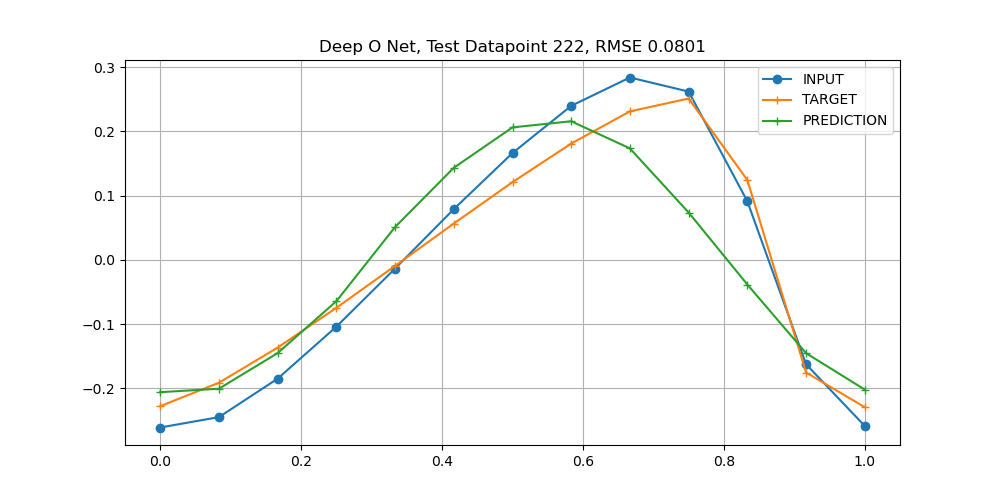 Deep O Net, Test Datapoint 222, RMSE 0.0801
INPUT
TARGET
PREDICTION
0.3
0.2
0.1
0.0
−0.1
−0.2
0.0 0.2 0.4 0.6 0.8 1.0